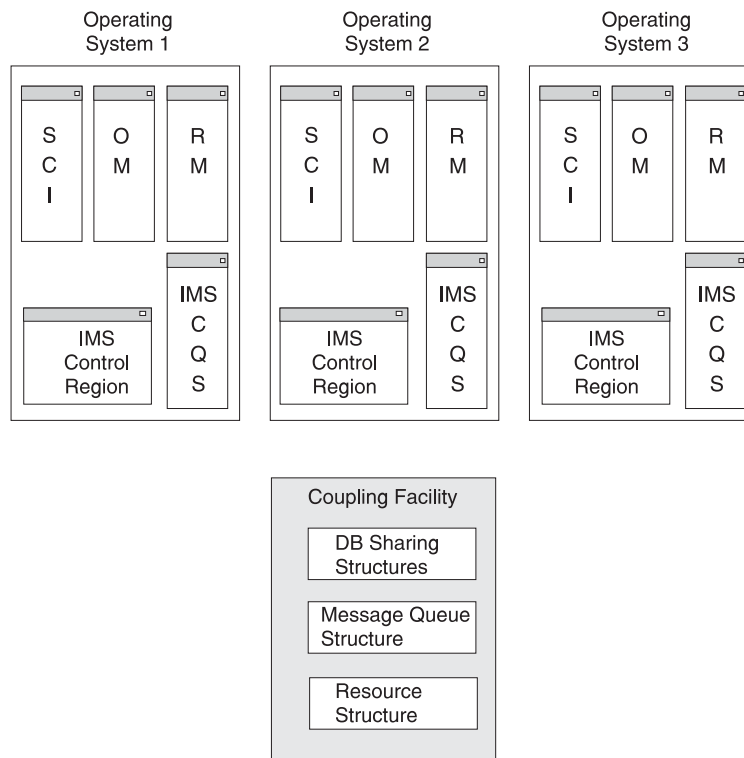 Operating
System 1
Operating
System 2
Operating
System 3
S
C
I
O
M
R
M
IMS
C
Q
S
IMS
Control
Region
S
C
I
O
M
R
M
IMS
C
Q
S
IMS
Control
Region
S
C
I
O
M
R
M
IMS
C
Q
S
IMS
Control
Region
Coupling Facility
DB Sharing
Structures
Message Queue
Structure
Resource
Structure